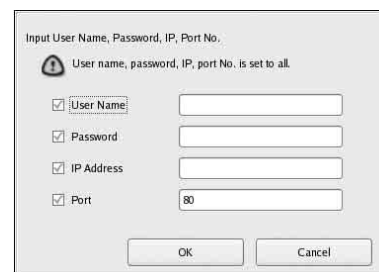 Input User Name, Password, IP, Port No.
User name, password, IP, port No. is set to all.
User Name
Password
IP Address
Port 80
OK Cancel